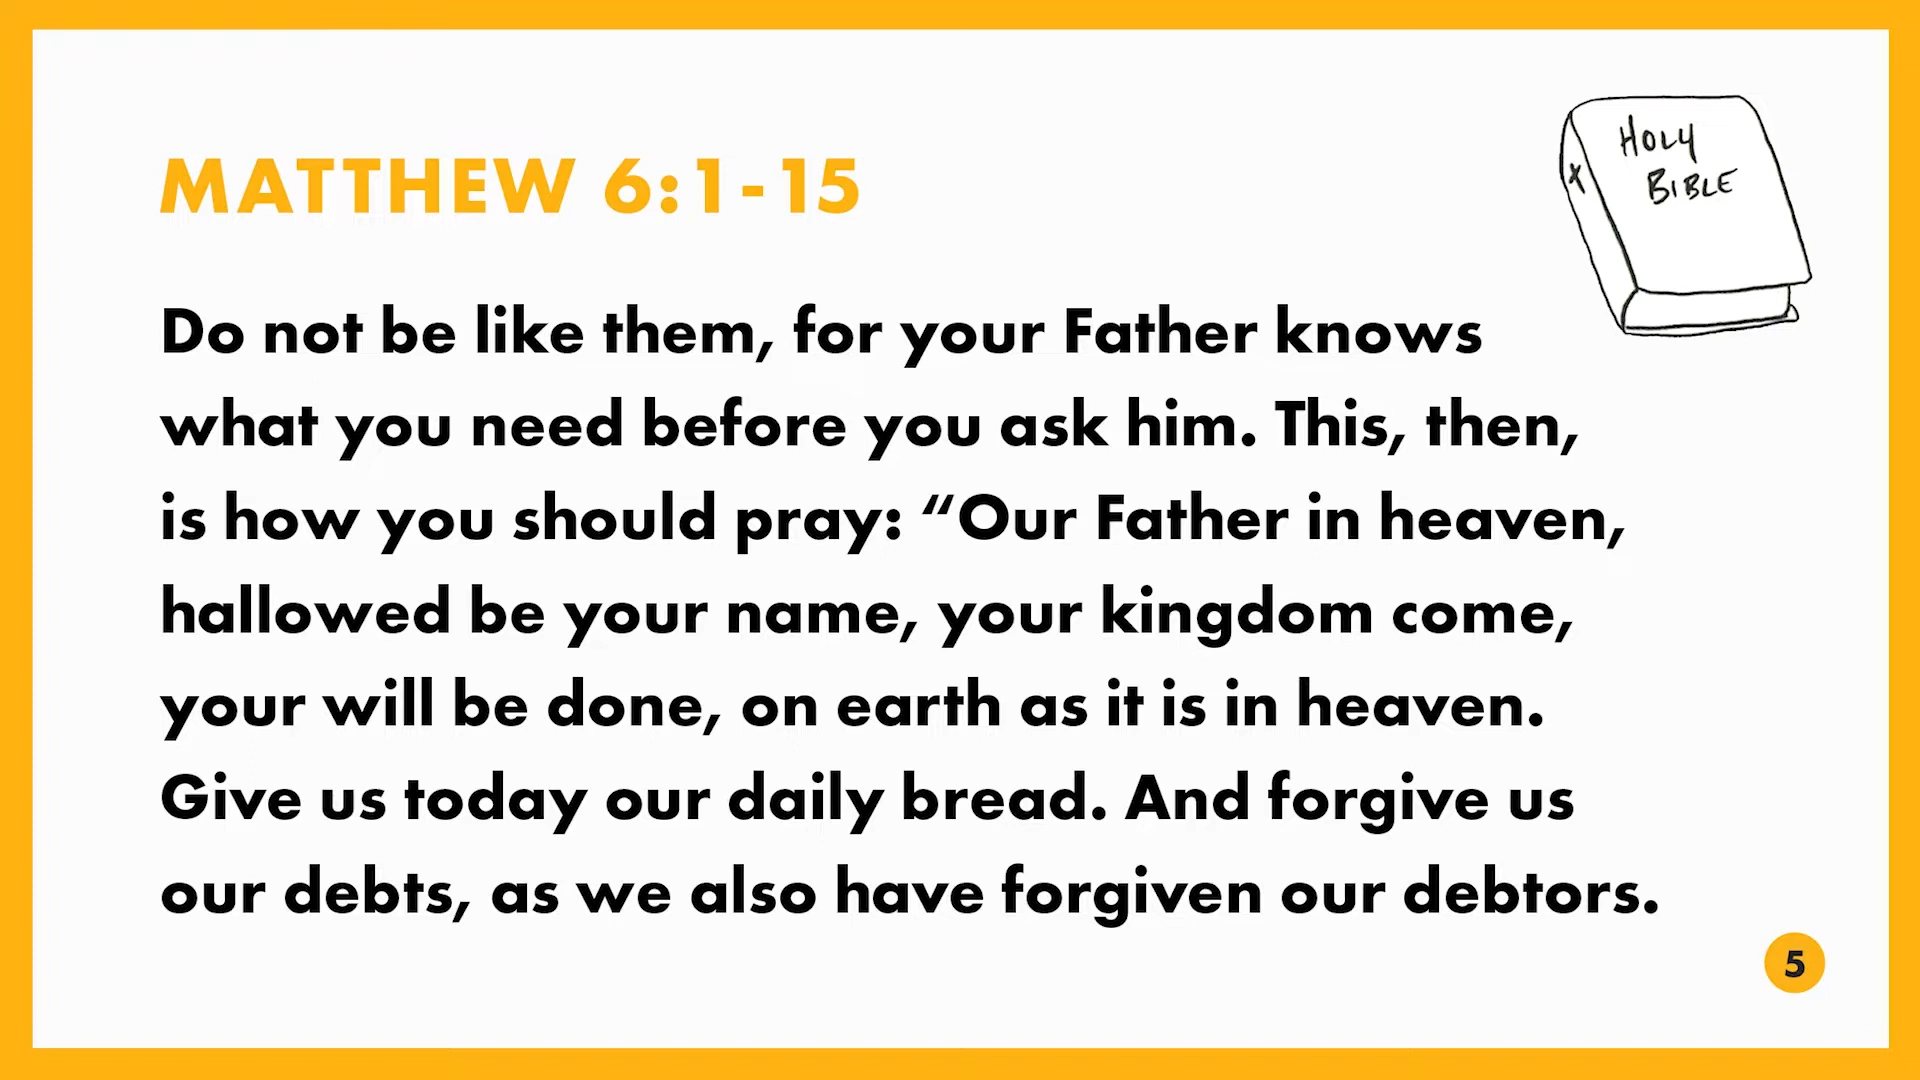 MATTHEW 6:1-15
HOLY
BIBLE
Do not be like them, for your Father knows
what you need before you ask him. This, then,
is how you should pray: “Our Father in heaven,
hallowed be your name, your kingdom come,
your will be done, on earth as it is in heaven.
Give us today our daily bread. And forgive us
our debts, as we also have forgiven our debtors.
5